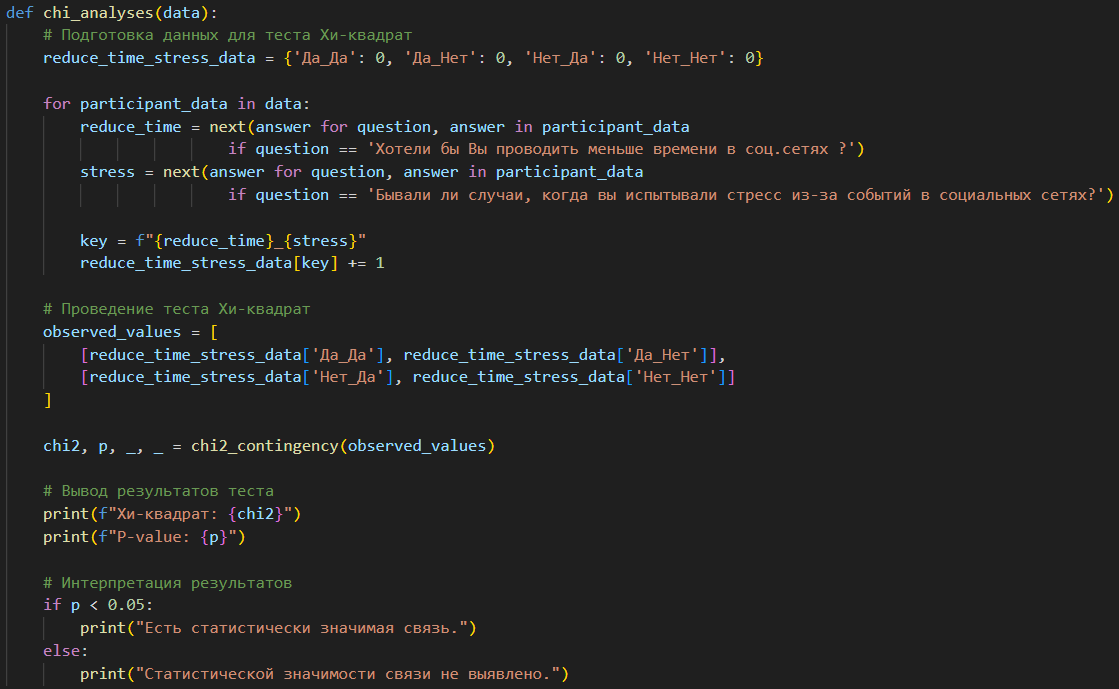 def chi_analyses(data):
    # Подготовка данных для теста Хи-квадрат
    reduce_time_stress_data = {'Да_Да': 0, 'Да_Нет': 0, 'Нет_Да': 0, 'Нет_Нет': 0}

    for participant_data in data:
        reduce_time = next(answer for question, answer in participant_data
                        if question == 'Хотели бы Вы проводить меньше времени в соц.сетях ?')
        stress = next(answer for question, answer in participant_data
                        if question == 'Бывали ли случаи, когда вы испытывали стресс из-за событий в социальных сетях?')

        key = f"{reduce_time}_{stress}"
        reduce_time_stress_data[key] += 1

    # Проведение теста Хи-квадрат
    observed_values = [
        [reduce_time_stress_data['Да_Да'], reduce_time_stress_data['Да_Нет']],
        [reduce_time_stress_data['Нет_Да'], reduce_time_stress_data['Нет_Нет']]
    ]

    chi2, p, _, _ = chi2_contingency(observed_values)

    # Вывод результатов теста
    print(f"Хи-квадрат: {chi2}")
    print(f"P-value: {p}")

    # Интерпретация результатов
    if p < 0.05:
        print("Есть статистически значимая связь.")
    else:
        print("Статистической значимости связи не выявлено.")